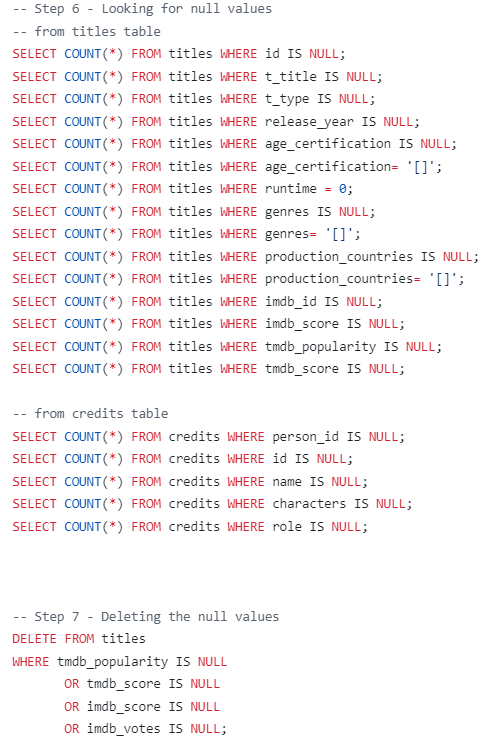 -- Step 6 - Looking for null values
-- from titles table
SELECT COUNT(*) FROM titles WHERE id IS NULL;
SELECT COUNT(*) FROM titles WHERE t_title IS NULL;
SELECT COUNT(*) FROM titles WHERE t_type IS NULL;
SELECT COUNT(*) FROM titles WHERE release_year IS NULL;
SELECT COUNT(*) FROM titles WHERE age_certification IS NULL;
SELECT COUNT(*) FROM titles WHERE age_certification= '[]';
SELECT COUNT(*) FROM titles WHERE runtime = 0;
SELECT COUNT(*) FROM titles WHERE genres IS NULL;
SELECT COUNT(*) FROM titles WHERE genres= '[]';
SELECT COUNT(*) FROM titles WHERE production_countries IS NULL;
SELECT COUNT(*) FROM titles WHERE production_countries= '[]';
SELECT COUNT(*) FROM titles WHERE imdb_id IS NULL;
SELECT COUNT(*) FROM titles WHERE imdb_score IS NULL;
SELECT COUNT(*) FROM titles WHERE tmdb_popularity IS NULL;
SELECT COUNT(*) FROM titles WHERE tmdb_score IS NULL;
-- from credits table
SELECT COUNT(*) FROM credits WHERE person_id IS NULL;
SELECT COUNT(*) FROM credits WHERE id IS NULL;
SELECT COUNT(*) FROM credits WHERE name IS NULL;
SELECT COUNT(*) FROM credits WHERE characters IS NULL;
SELECT COUNT(*) FROM credits WHERE role IS NULL;
-- Step 7 - Deleting the null values
DELETE FROM titles
WHERE tmdb_popularity IS NULL
OR tmdb_score IS NULL
OR imdb_score IS NULL
OR imdb_votes IS NULL;